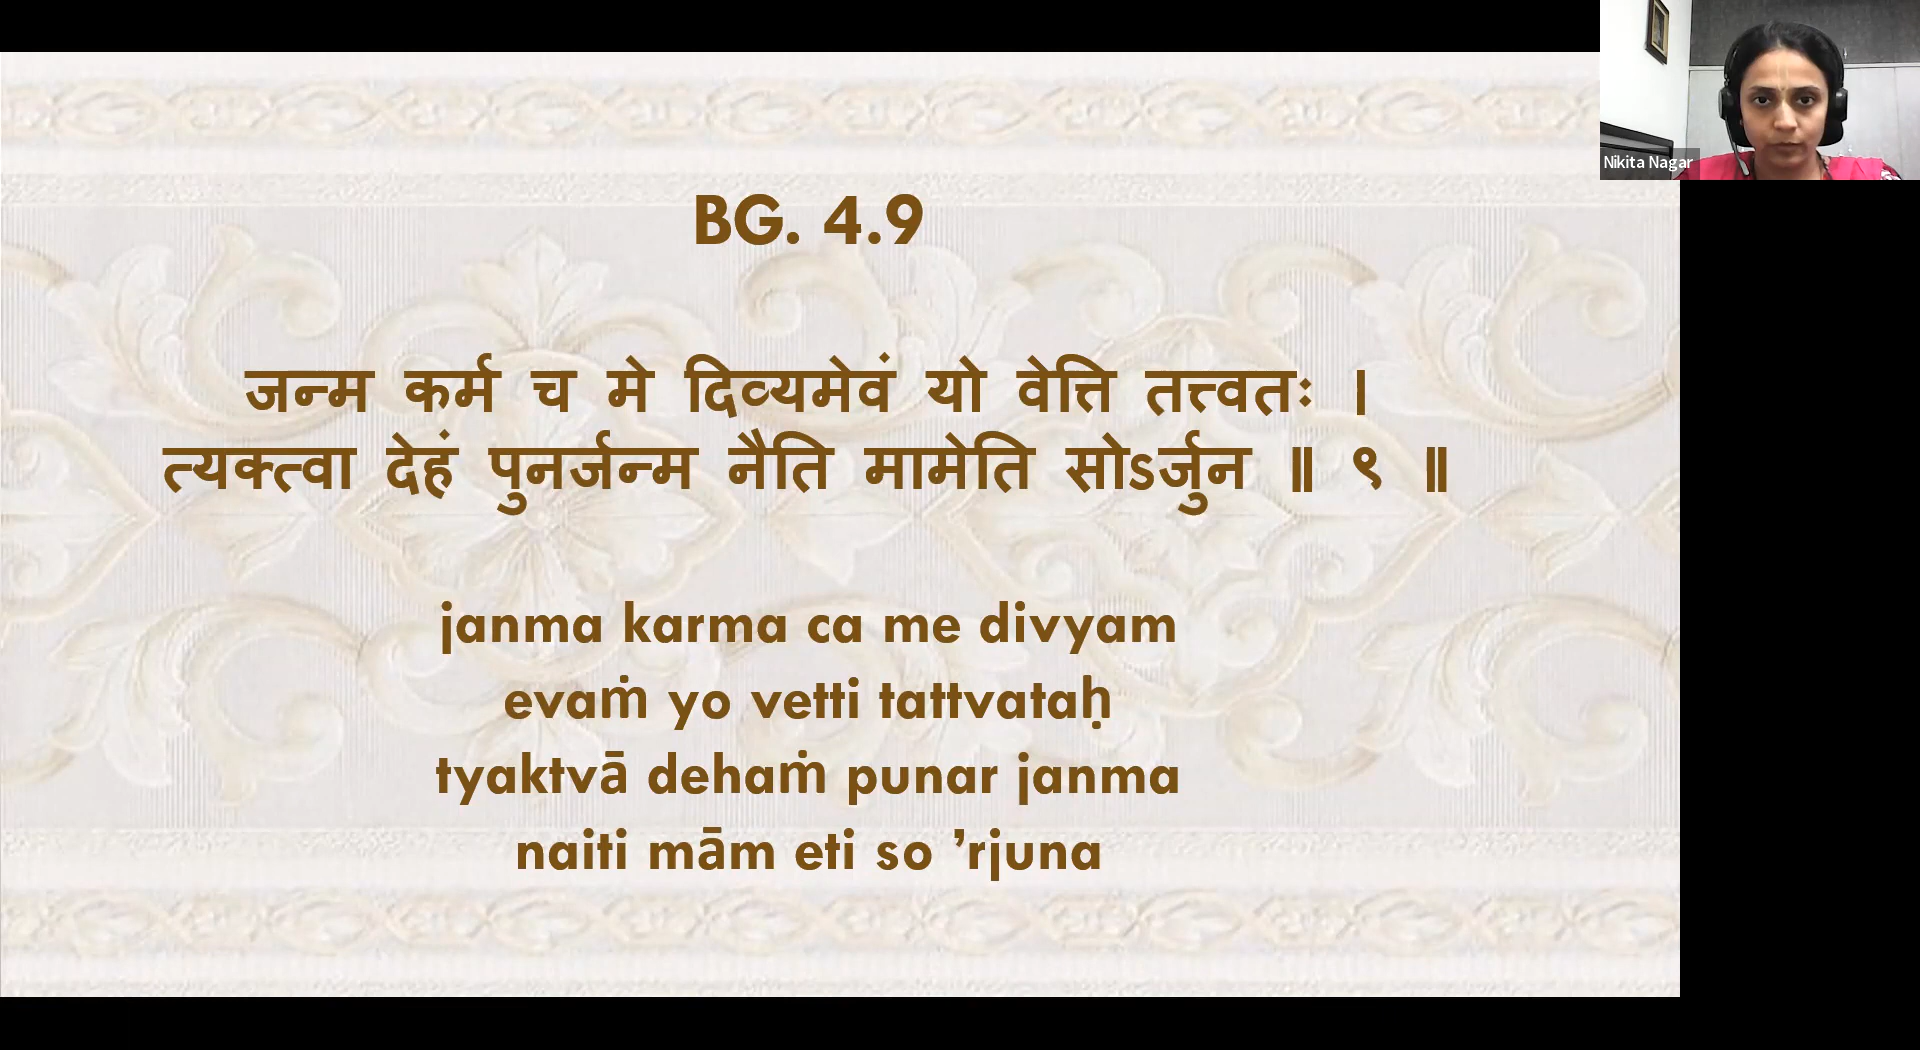 BG. 4.9
जन्म कर्म च मे दिव्यमेवं यो वेत्ति तत्त्वतः ।
त्यक्त्वा देहं पुनर्जन्म नैति मामेति सोऽर्जुन ॥ ९ ॥
janma karma ca me divyam
evaṁ yo vetti tattvataḥ
tyaktvā dehaṁ punar janma
naiti mām eti so ’rjuna
Nikita Nagar